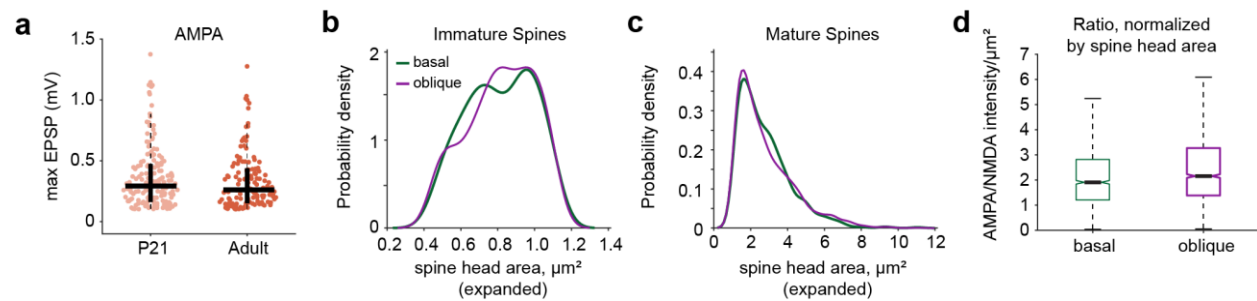 a
AMPA
max EPSP (mV)
1.5
1.0
0.5
0
P21
Adult
b
Immature Spines
basal
oblique
Probability density
2
1
0
0.2
0.4
0.6
0.8
1.0
1.2
1.4
spine head area, µm²
(expanded)
c
Mature Spines
Probability density
0.4
0.3
0.2
0.1
0
0
2
4
6
8
10
12
spine head area, µm²
(expanded)
d
Ratio, normalized
by spine head area
AMPA/NMDA intensity/µm²
7
6
5
4
3
2
1
0
basal
oblique